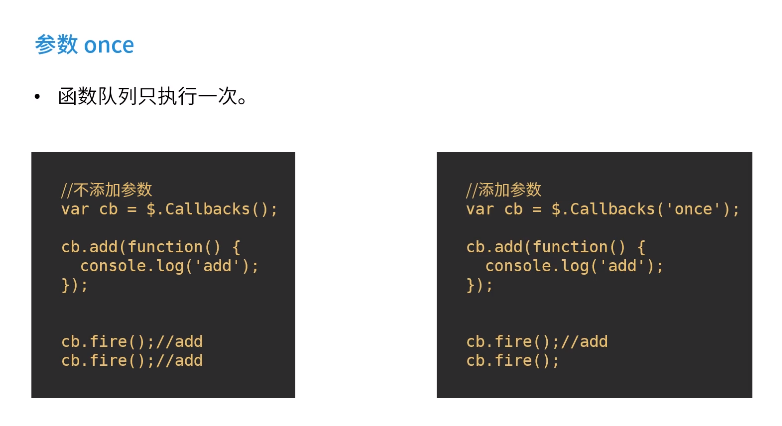 参数 once
• 函数队列只执行一次。
//不添加参数
var cb = $.Callbacks();
cb.add(function() {
  console.log('add');
});
cb.fire();//add
cb.fire();//add
//添加参数
var cb = $.Callbacks('once');
cb.add(function() {
  console.log('add');
});
cb.fire();//add
cb.fire();